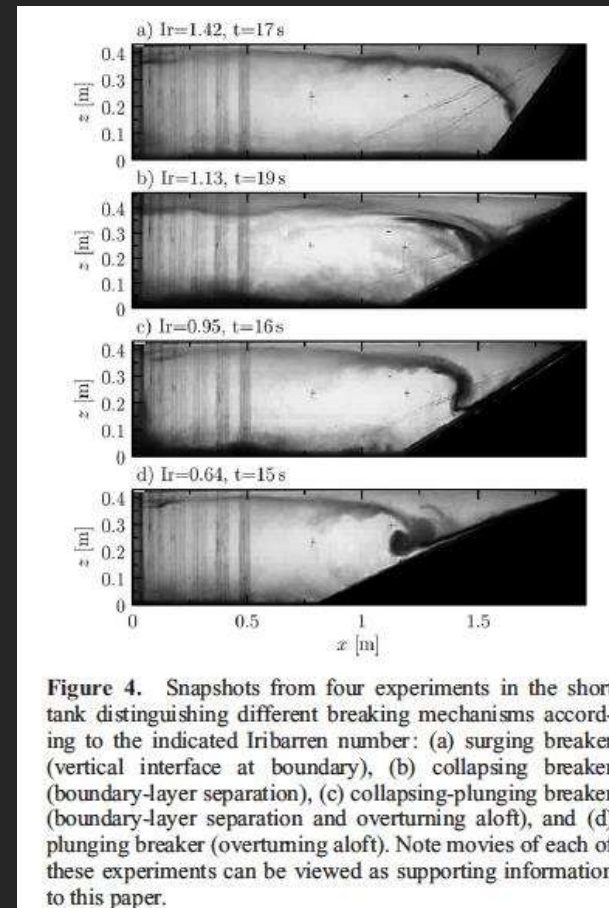 a) Ir=1.42, t=17s
0.4
0.3
0.2
0.1
0
z [m]
b) Ir=1.13, t=19s
0.4
0.3
0.2
0.1
0
z [m]
c) Ir=0.95, t=16s
0.4
0.3
0.2
0.1
0
z [m]
d) Ir=0.64, t=15s
0.4
0.3
0.2
0.1
0
z [m]
0 0.5 1 1.5
x [m]
Figure 4. Snapshots from four experiments in the short
tank distinguishing different breaking mechanisms accord-
ing to the indicated Iribarren number: (a) surging breaker
(vertical interface at boundary), (b) collapsing breaker
(boundary-layer separation), (c) collapsing-plunging breaker
(boundary-layer separation and overturning aloft), and (d)
plunging breaker (overturning aloft). Note movies of each of
these experiments can be viewed as supporting information
to this paper.